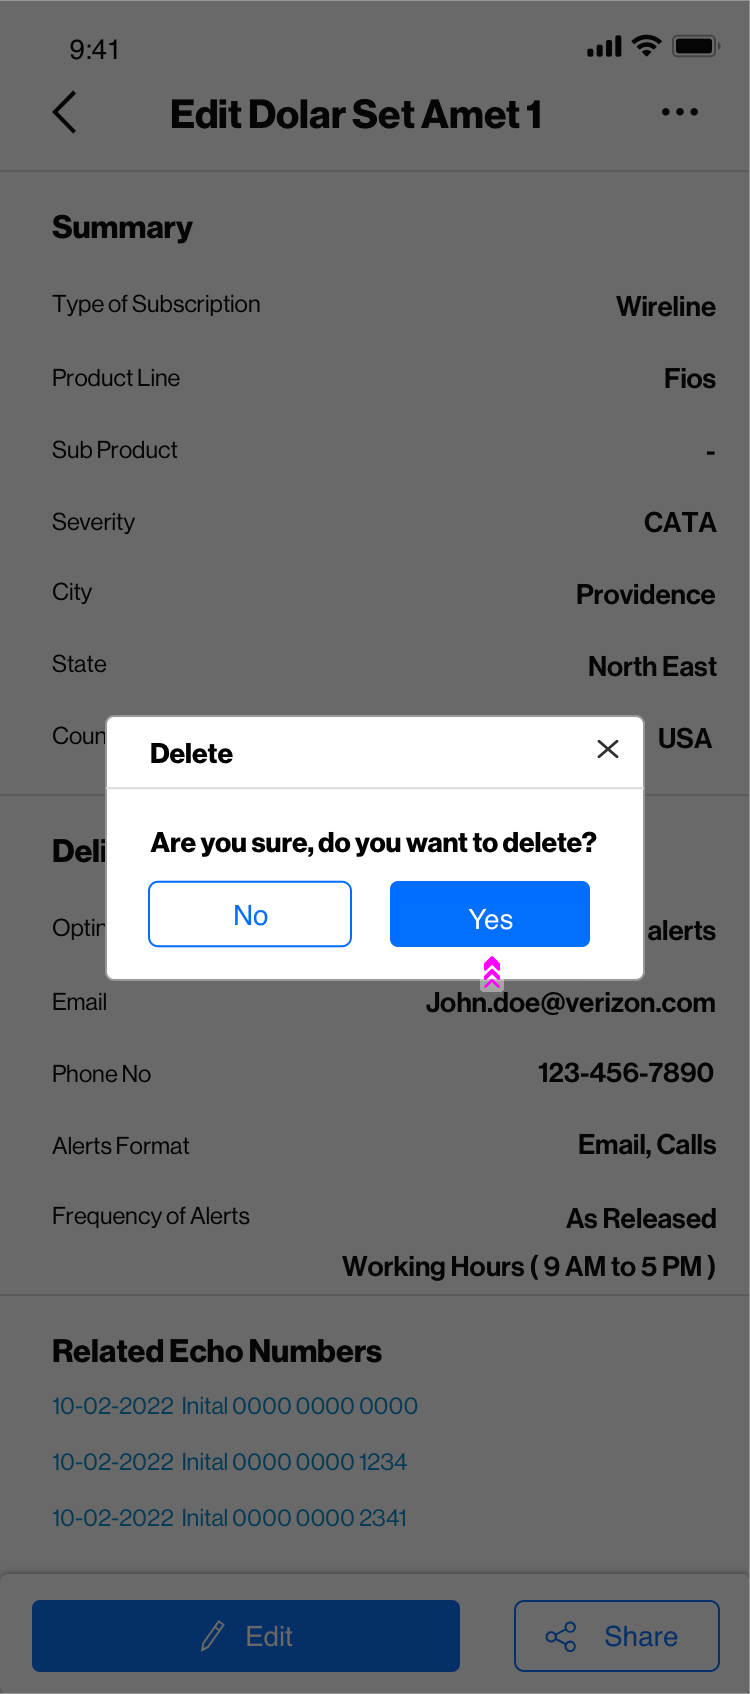 9:41
Edit Dolar Set Amet 1
Summary
Type of Subscription Wireline
Product Line Fios
Sub Product -
Severity CATA
City Providence
State North East
Coun USA
Delete
Are you sure, do you want to delete?
No Yes
Deli
Optin alerts
Email John.doe@verizon.com
Phone No 123-456-7890
Alerts Format Email, Calls
Frequency of Alerts As Released
Working Hours ( 9 AM to 5 PM )
Related Echo Numbers
10-02-2022 Inital 0000 0000 0000
10-02-2022 Inital 0000 0000 1234
10-02-2022 Inital 0000 0000 2341
Edit Share